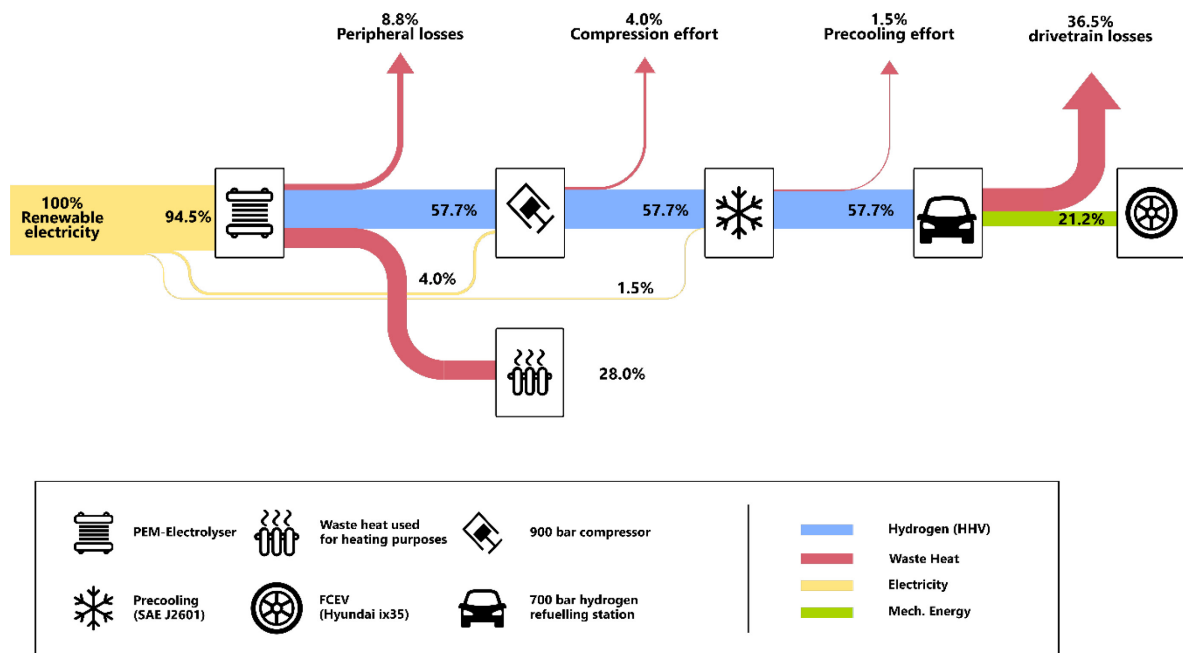 8.8%
Peripheral losses
4.0%
Compression effort
1.5%
Precooling effort
36.5%
drivetrain losses
100%
Renewable
electricity
94.5%
57.7%
57.7%
57.7%
21.2%
4.0%
1.5%
28.0%
PEM-Electrolyser
Waste heat used
for heating purposes
900 bar compressor
Precooling
(SAE J2601)
FCEV
(Hyundai ix35)
700 bar hydrogen
refuelling station
Hydrogen (HHV)
Waste Heat
Electricity
Mech. Energy